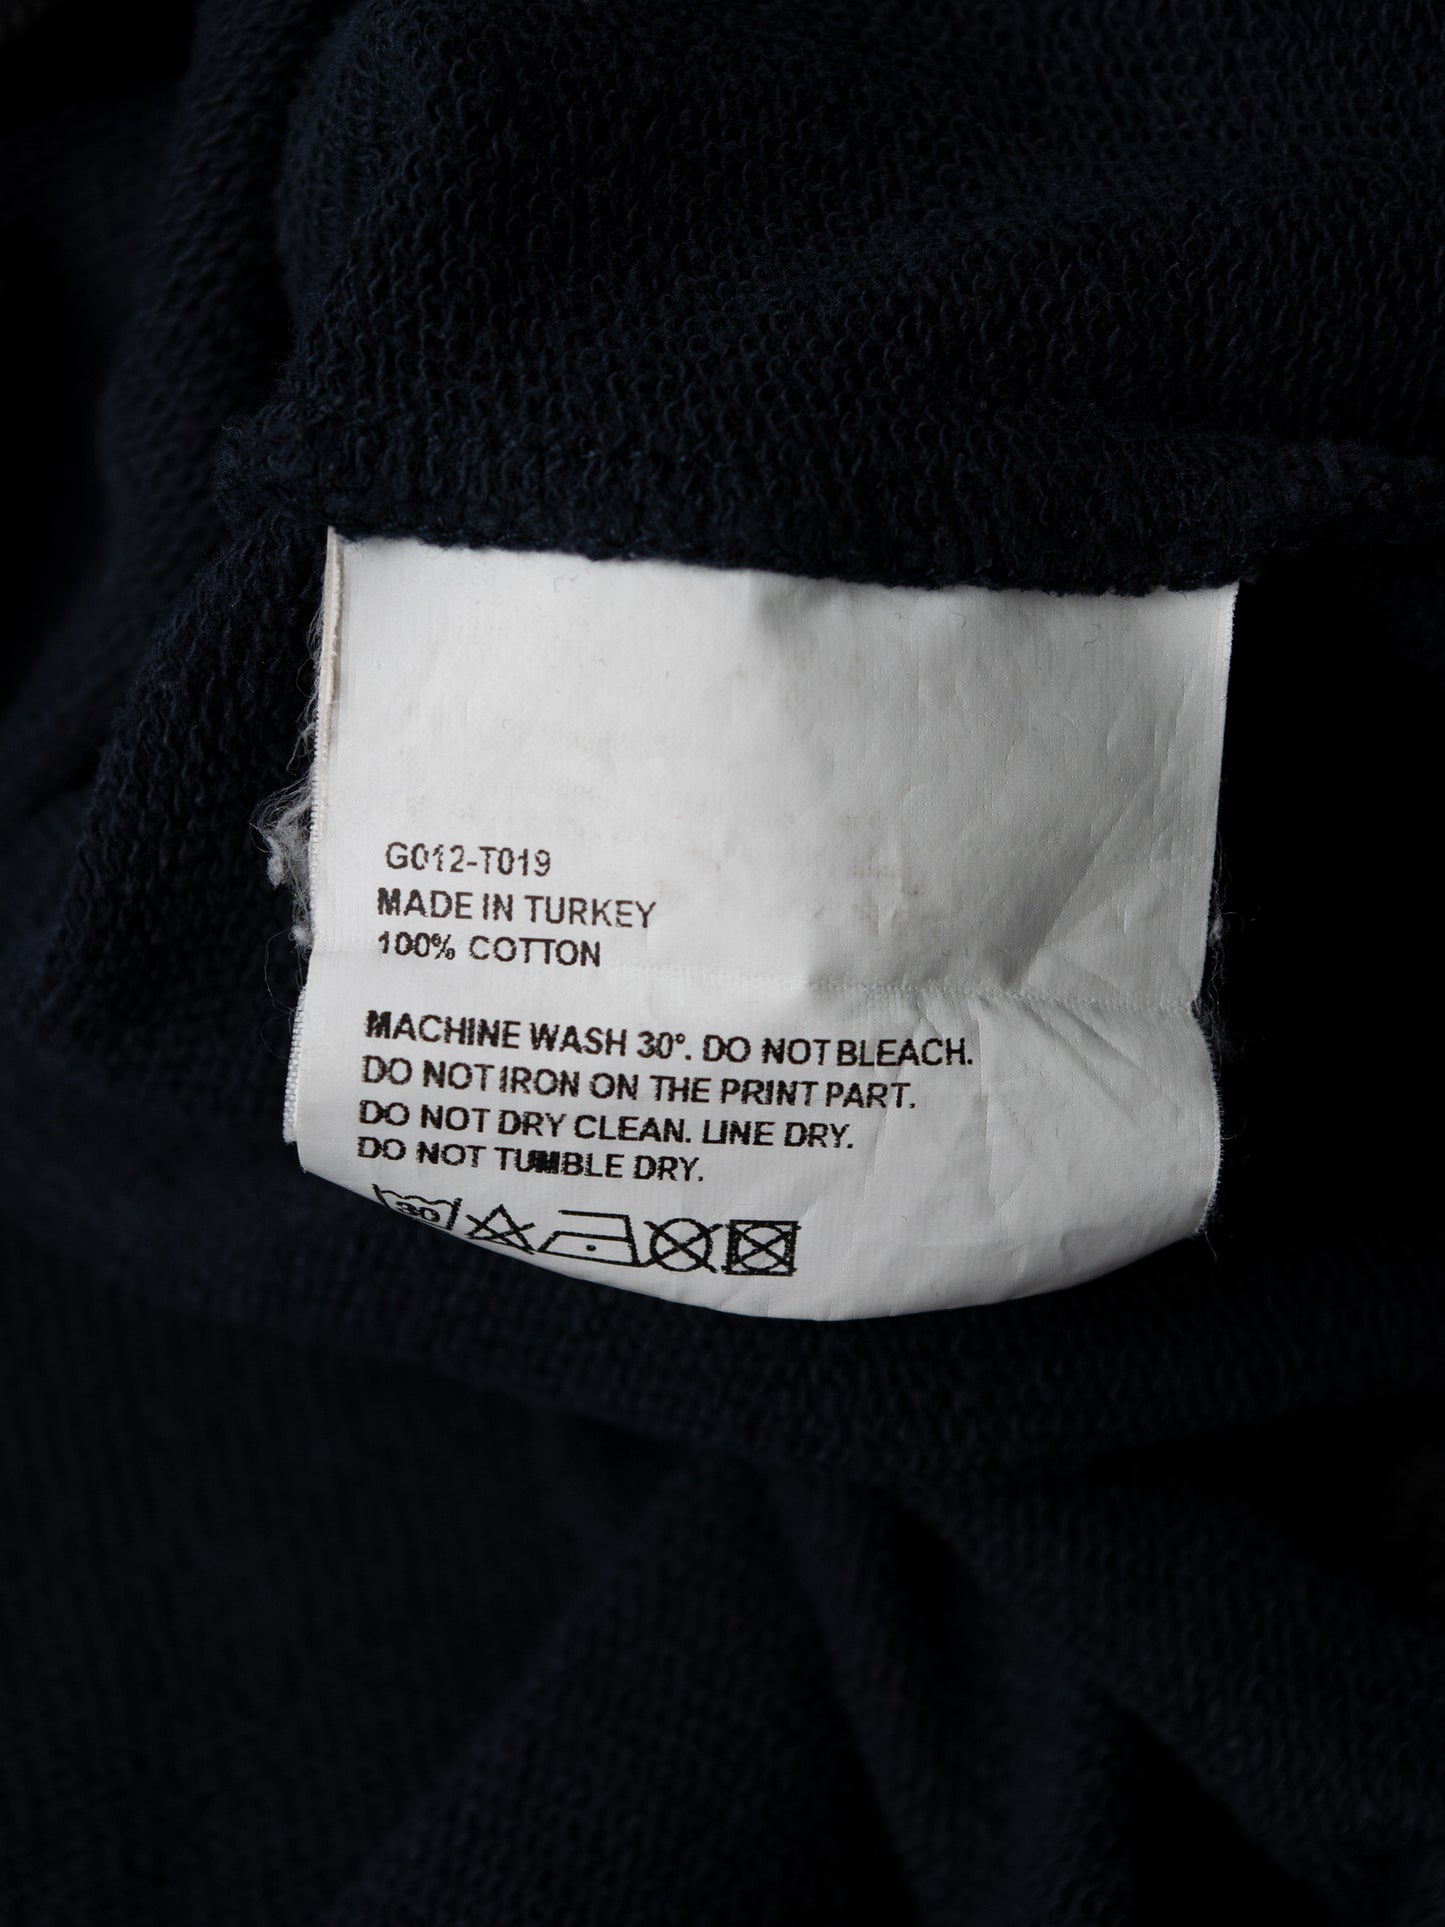 G012-T019
MADE IN TURKEY
100% COTTON
MACHINE WASH 30°. DO NOT BLEACH.
DO NOT IRON ON THE PRINT PART.
DO NOT DRY CLEAN. LINE DRY.
DO NOT TUMBLE DRY.
30